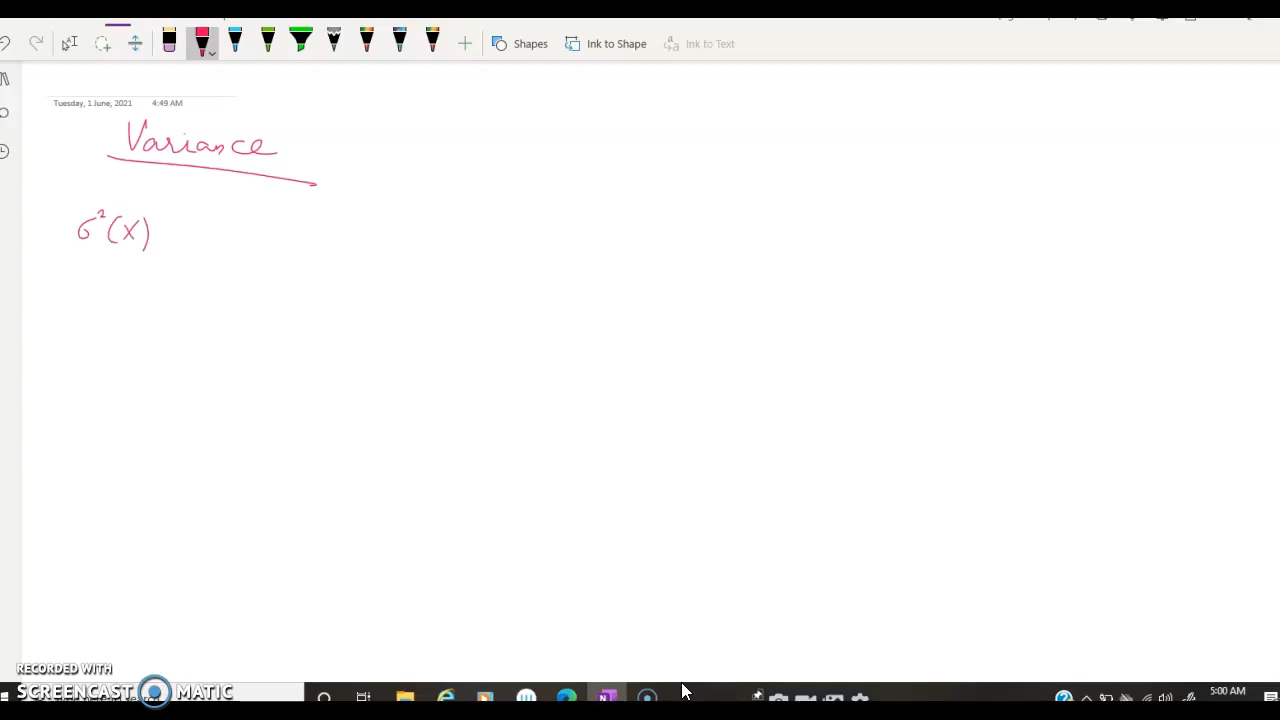 Shapes Ink to Shape Ink to Text
Tuesday, 1 June, 2021 4:49 AM
Variance
σ²(X)
RECORDED WITH
SCREENCAST MATIC
5:00 AM